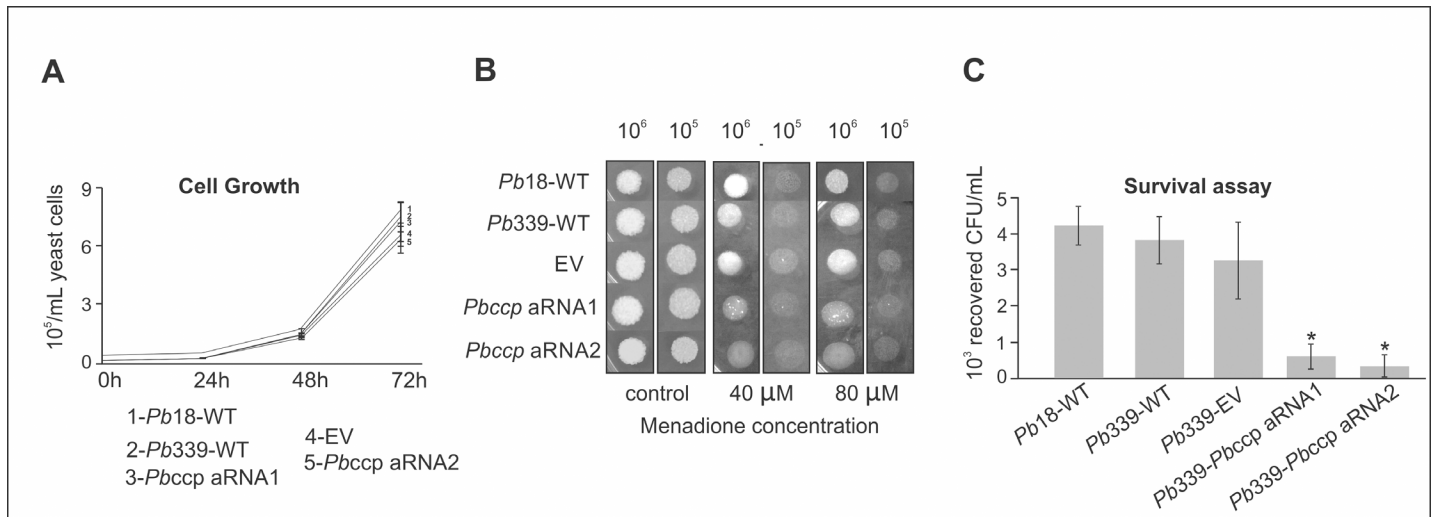 A
Cell Growth
10⁵/mL yeast cells
9
6
3
0
1
2
3
4
5
0h 24h 48h 72h
1-Pb18-WT
2-Pb339-WT
3-Pbccp aRNA1
4-EV
5-Pbccp aRNA2
B
10⁶ 10⁵ 10⁶ 10⁵ 10⁶ 10⁵
Pb18-WT
Pb339-WT
EV
Pbccp aRNA1
Pbccp aRNA2
control 40 µM 80 µM
Menadione concentration
C
Survival assay
10³ recovered CFU/mL
5
4
3
2
1
0
* *
Pb18-WT
Pb339-WT
Pb339-EV
Pb339-Pbccp aRNA1
Pb339-Pbccp aRNA2